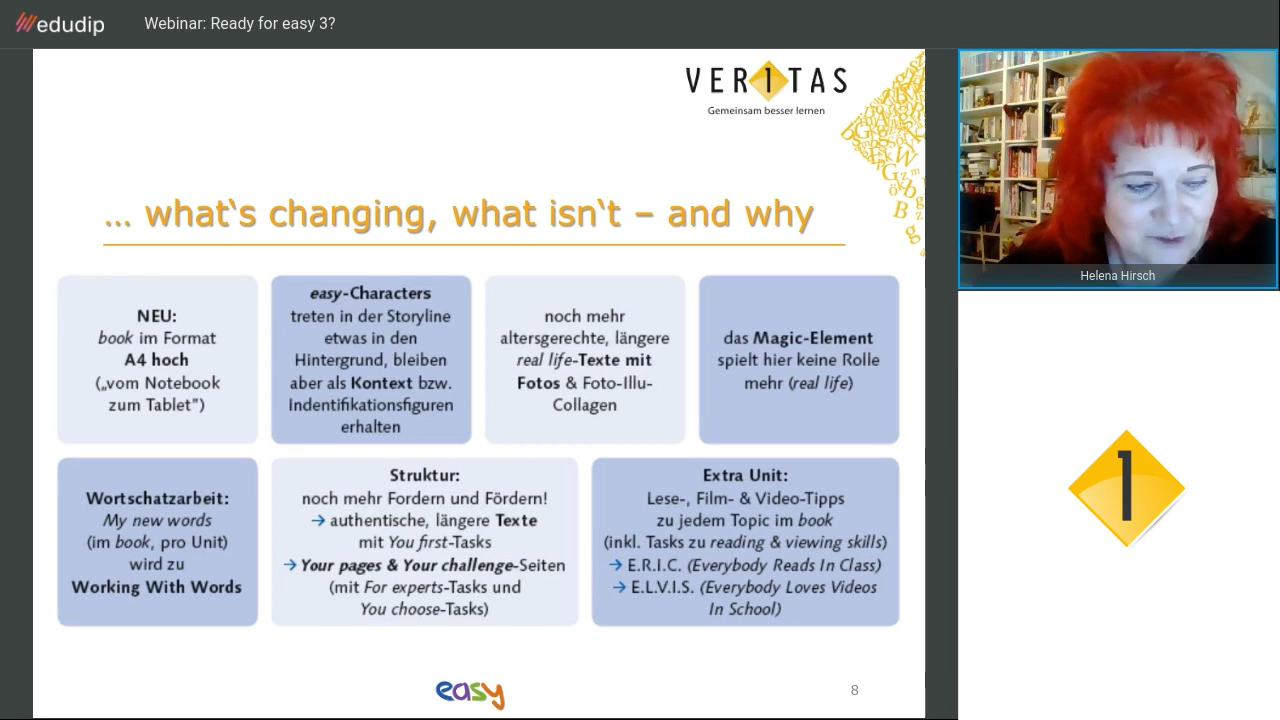 edudip
Webinar: Ready for easy 3?
VER1TAS
Gemeinsam besser lernen
... what‘s changing, what isn‘t – and why
NEU:
book im Format
A4 hoch
(„vom Notebook
zum Tablet”)
easy-Characters
treten in der Storyline
etwas in den
Hintergrund, bleiben
aber als Kontext bzw.
Indentifikationsfiguren
erhalten
noch mehr
altersgerechte, längere
real life-Texte mit
Fotos & Foto-Illu-
Collagen
das Magic-Element
spielt hier keine Rolle
mehr (real life)
Wortschatzarbeit:
My new words
(im book, pro Unit)
wird zu
Working With Words
Struktur:
noch mehr Fordern und Fördern!
→ authentische, längere Texte
mit You first-Tasks
→ Your pages & Your challenge-Seiten
(mit For experts-Tasks und
You choose-Tasks)
Extra Unit:
Lese-, Film- & Video-Tipps
zu jedem Topic im book
(inkl. Tasks zu reading & viewing skills)
→ E.R.I.C. (Everybody Reads In Class)
→ E.L.V.I.S. (Everybody Loves Videos
In School)
easy
8
Helena Hirsch
1